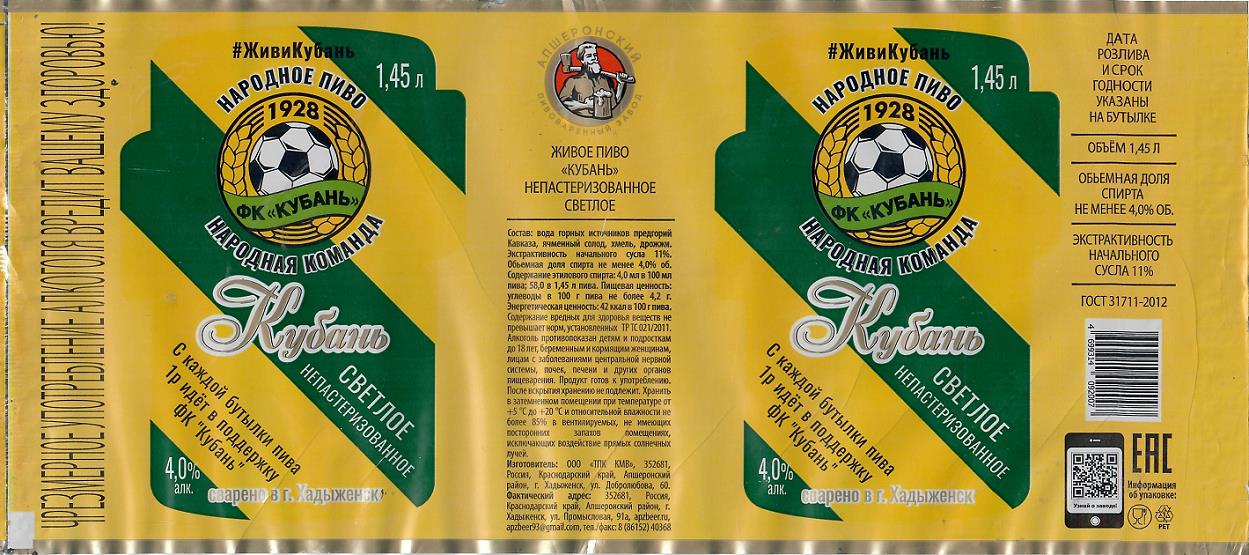 ЧРЕЗМЕРНОЕ УПОТРЕБЛЕНИЕ АЛКОГОЛЯ ВРЕДИТ ВАШЕМУ ЗДОРОВЬЮ!
#ЖивиКубань
1,45 л
НАРОДНОЕ ПИВО
1928
ФК «КУБАНЬ»
НАРОДНАЯ КОМАНДА
Кубань
СВЕТЛОЕ
НЕПАСТЕРИЗОВАННОЕ
С каждой бутылки пива
1р идёт в поддержку
ФК "Кубань"
4,0%
алк.
сварено в г. Хадыженск
АПШЕРОНСКИЙ
ПИВОВАРЕННЫЙ ЗАВОД
ЖИВОЕ ПИВО
«КУБАНЬ»
НЕПАСТЕРИЗОВАННОЕ
СВЕТЛОЕ
Состав: вода горных источников предгорий
Кавказа, ячменный солод, хмель, дрожжи.
Экстрактивность начального сусла 11%.
Обьемная доля спирта не менее 4,0% об.
Содержание этилового спирта: 4,0 мл в 100 мл
пива; 58,0 в 1,45 л пива. Пищевая ценность:
углеводы в 100 г пива не более 4,2 г.
Энергетическая ценность: 42 ккал в 100 г пива.
Содержание вредных для здоровья веществ не
превышает норм, установленных ТР ТС 021/2011.
Алкоголь противопоказан детям и подросткам
до 18 лет, беременным и кормящим женщинам,
лицам с заболеваниями центральной нервной
системы, почек, печени и других органов
пищеварения. Продукт готов к употреблению.
После вскрытия хранению не подлежит. Хранить
в затемненном помещении при температуре от
+5 °С до +20 °С и относительной влажности не
более 85% в вентилируемых, не имеющих
посторонних запахов помещениях,
исключающих воздействие прямых солнечных
лучей.
Изготовитель: ООО «ТПК КМВ», 352681,
Россия, Краснодарский край, Апшеронский
район, г. Хадыженск, ул. Добролюбова, 60.
Фактический адрес: 352681, Россия,
Краснодарский край, Апшеронский район, г.
Хадыженск, ул. Промысловая, 91а, apzbeer.ru,
apzbeer93@gmail.com, тел./факс: 8 (86152) 40368
#ЖивиКубань
1,45 л
НАРОДНОЕ ПИВО
1928
ФК «КУБАНЬ»
НАРОДНАЯ КОМАНДА
Кубань
СВЕТЛОЕ
НЕПАСТЕРИЗОВАННОЕ
С каждой бутылки пива
1р идёт в поддержку
ФК "Кубань"
4,0%
алк.
сварено в г. Хадыженск
ДАТА
РОЗЛИВА
И СРОК
ГОДНОСТИ
УКАЗАНЫ
НА БУТЫЛКЕ
ОБЪЁМ 1,45 Л
ОБЬЕМНАЯ ДОЛЯ
СПИРТА
НЕ МЕНЕЕ 4,0% ОБ.
ЭКСТРАКТИВНОСТЬ
НАЧАЛЬНОГО
СУСЛА 11%
ГОСТ 31711-2012
4 699314 092007
Узнай о заводе!
EAC
Информация
об упаковке:
PET